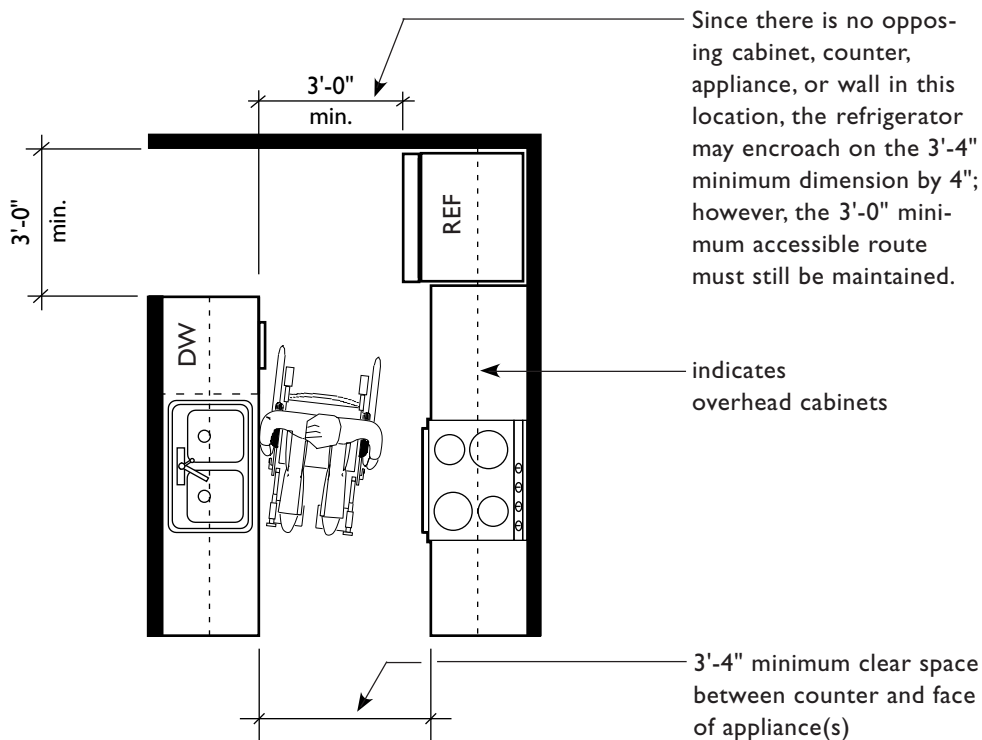 Since there is no oppos-
ing cabinet, counter,
appliance, or wall in this
location, the refrigerator
may encroach on the 3'-4"
minimum dimension by 4";
however, the 3'-0" mini-
mum accessible route
must still be maintained.
3'-0"
min.
3'-0"
min.
REF
DW
indicates
overhead cabinets
3'-4" minimum clear space
between counter and face
of appliance(s)